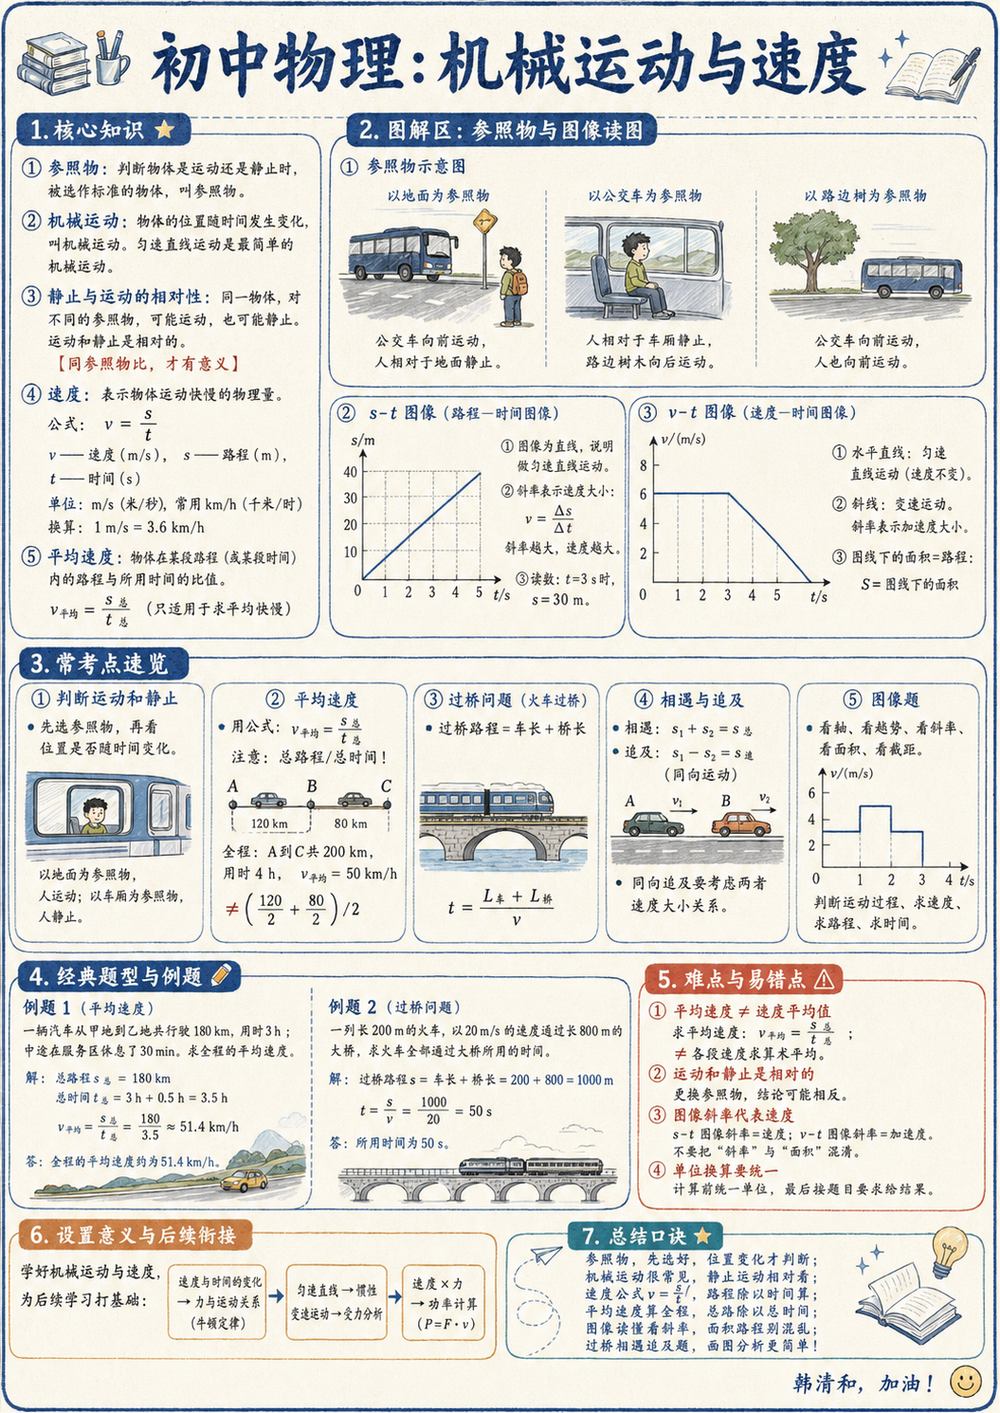 初中物理：机械运动与速度
1. 核心知识
① 参照物：判断物体是运动还是静止时，
被选作标准的物体，叫参照物。
② 机械运动：物体的位置随时间发生变化，
叫机械运动。匀速直线运动是最简单的
机械运动。
③ 静止与运动的相对性：同一物体，对
不同的参照物，可能运动，也可能静止。
运动和静止是相对的。
【同参照物比，才有意义】
④ 速度：表示物体运动快慢的物理量。
公式：v = s/t
v —— 速度（m/s），s —— 路程（m），
t —— 时间（s）
单位：m/s（米/秒），常用 km/h（千米/时）
换算：1 m/s = 3.6 km/h
⑤ 平均速度：物体在某段路程（或某段时间）
内的路程与所用时间的比值。
v平均 = s总/t总 （只适用于求平均快慢）
2. 图解区：参照物与图像读图
① 参照物示意图
以地面为参照物
公交车向前运动，
人相对于地面静止。
以公交车为参照物
人相对于车厢静止，
路边树木向后运动。
以路边树为参照物
公交车向前运动，
人也向前运动。
② s-t 图像（路程—时间图像）
s/m
40
30
20
10
0 1 2 3 4 5 t/s
① 图像为直线，说明
做匀速直线运动。
② 斜率表示速度大小：
v = Δs/Δt
斜率越大，速度越大。
③ 读数：t=3 s时，
s=30 m。
③ v-t 图像（速度—时间图像）
v/(m/s)
8
6
4
2
0 1 2 3 4 5 t/s
① 水平直线：匀速
直线运动（速度不变）。
② 斜线：变速运动。
斜率表示加速度大小。
③ 图线下的面积=路程：
S=图线下的面积
3. 常考点速览
① 判断运动和静止
• 先选参照物，再看
位置是否随时间变化。
以地面为参照物，
人运动；以车厢为参照物，
人静止。
② 平均速度
• 用公式：v平均 = s总/t总
注意：总路程/总时间！
A B C
120 km 80 km
全程：A到C共200 km，
用时 4 h， v平均 = 50 km/h
≠ (120/2 + 80/2)/2
③ 过桥问题（火车过桥）
• 过桥路程=车长+桥长
t = (L车 + L桥)/v
④ 相遇与追及
• 相遇：s₁ + s₂ = s总
• 追及：s₁ − s₂ = s追
（同向运动）
A v₁ B v₂
• 同向追及要考虑两者
速度大小关系。
⑤ 图像题
• 看轴、看趋势、看斜率、
看面积、看截距。
v/(m/s)
6
4
2
0 1 2 3 4 t/s
判断运动过程、求速度、
求路程、求时间。
4. 经典题型与例题
例题 1（平均速度）
一辆汽车从甲地到乙地共行驶180 km，用时3 h；
中途在服务区休息了30 min。求全程的平均速度。
解：总路程s总 = 180 km
总时间t总 = 3 h + 0.5 h = 3.5 h
v平均 = s总/t总 = 180/3.5 ≈ 51.4 km/h
答：全程的平均速度约为51.4 km/h。
例题 2（过桥问题）
一列长200 m的火车，以20 m/s 的速度通过长800 m的
大桥，求火车全部通过大桥所用的时间。
解：过桥路程s = 车长 + 桥长 = 200 + 800 = 1000 m
t = s/v = 1000/20 = 50 s
答：所用时间为50 s。
5. 难点与易错点
① 平均速度 ≠ 速度平均值
求平均速度：v平均 = s总/t总 ；
≠ 各段速度求算术平均。
② 运动和静止是相对的
更换参照物，结论可能相反。
③ 图像斜率代表速度
s-t 图像斜率=速度；v-t 图像斜率=加速度。
不要把“斜率”与“面积”混淆。
④ 单位换算要统一
计算前统一单位，最后按题目要求给结果。
6. 设置意义与后续衔接
学好机械运动与速度，
为后续学习打基础：
速度与时间的变化
→ 力与运动关系
（牛顿定律）
匀速直线→惯性
变速运动→受力分析
速度×力
→功率计算
（P=F·v）
7. 总结口诀
参照物，先选好，位置变化才判断；
机械运动很常见，静止运动相对看；
速度公式 v=s/t，路程除以时间算；
平均速度算全程，总路除以总时间；
图像读懂看斜率，面积路程别混乱；
过桥相遇追及题，画图分析更简单！
韩清和，加油！